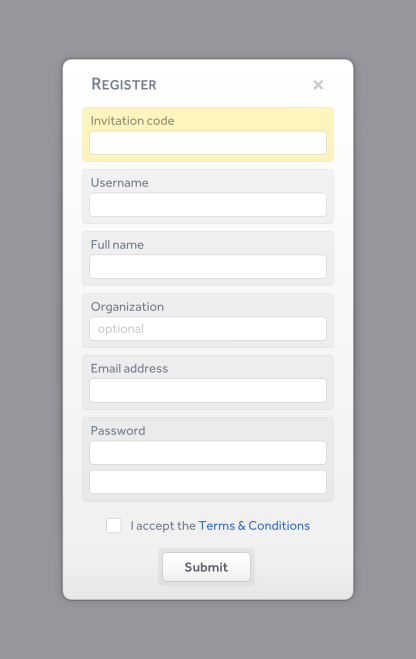 REGISTER
Invitation code
Username
Full name
Organization
optional
Email address
Password
I accept the Terms & Conditions
Submit